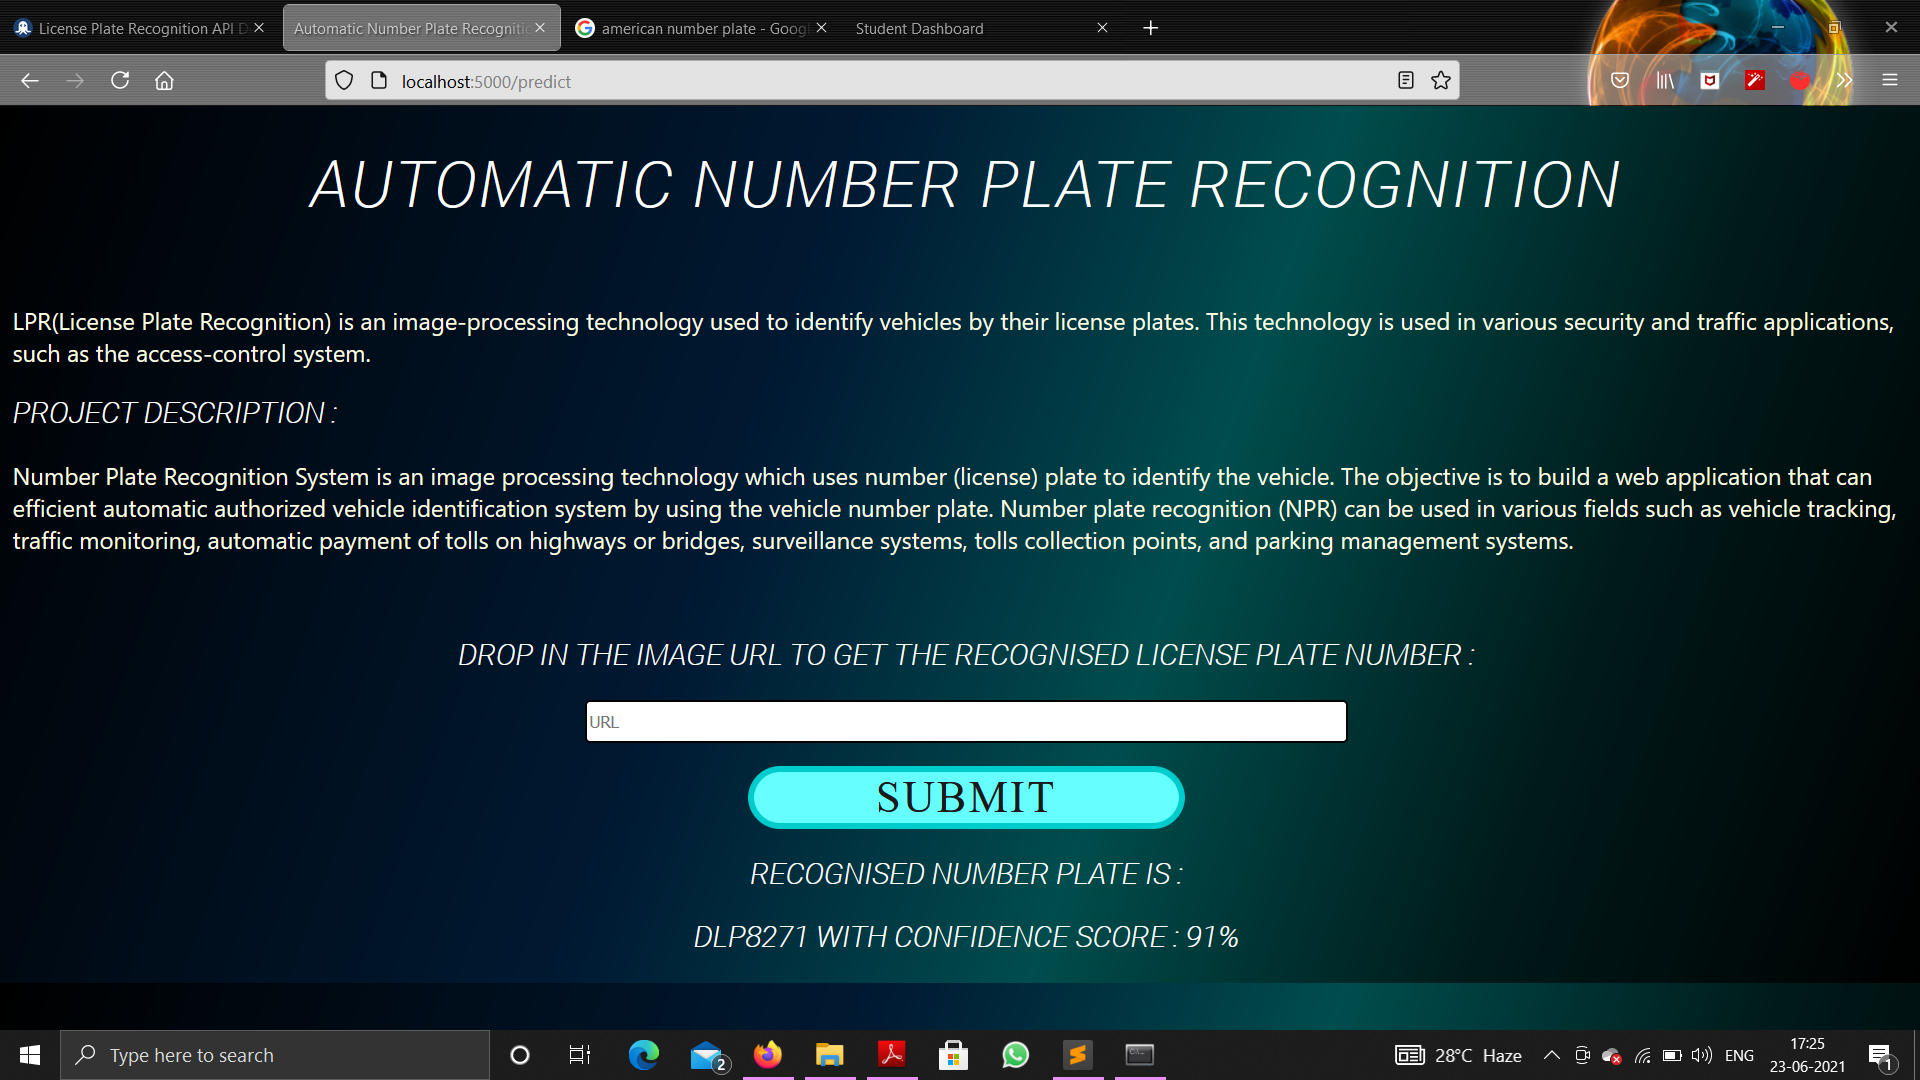 License Plate Recognition API D
Automatic Number Plate Recognitio
american number plate - Googl
Student Dashboard
localhost:5000/predict
AUTOMATIC NUMBER PLATE RECOGNITION
LPR(License Plate Recognition) is an image-processing technology used to identify vehicles by their license plates. This technology is used in various security and traffic applications,
such as the access-control system.
PROJECT DESCRIPTION :
Number Plate Recognition System is an image processing technology which uses number (license) plate to identify the vehicle. The objective is to build a web application that can
efficient automatic authorized vehicle identification system by using the vehicle number plate. Number plate recognition (NPR) can be used in various fields such as vehicle tracking,
traffic monitoring, automatic payment of tolls on highways or bridges, surveillance systems, tolls collection points, and parking management systems.
DROP IN THE IMAGE URL TO GET THE RECOGNISED LICENSE PLATE NUMBER :
URL
SUBMIT
RECOGNISED NUMBER PLATE IS :
DLP8271 WITH CONFIDENCE SCORE : 91%
Type here to search
2
28°C Haze
ENG
17:25
23-06-2021
1